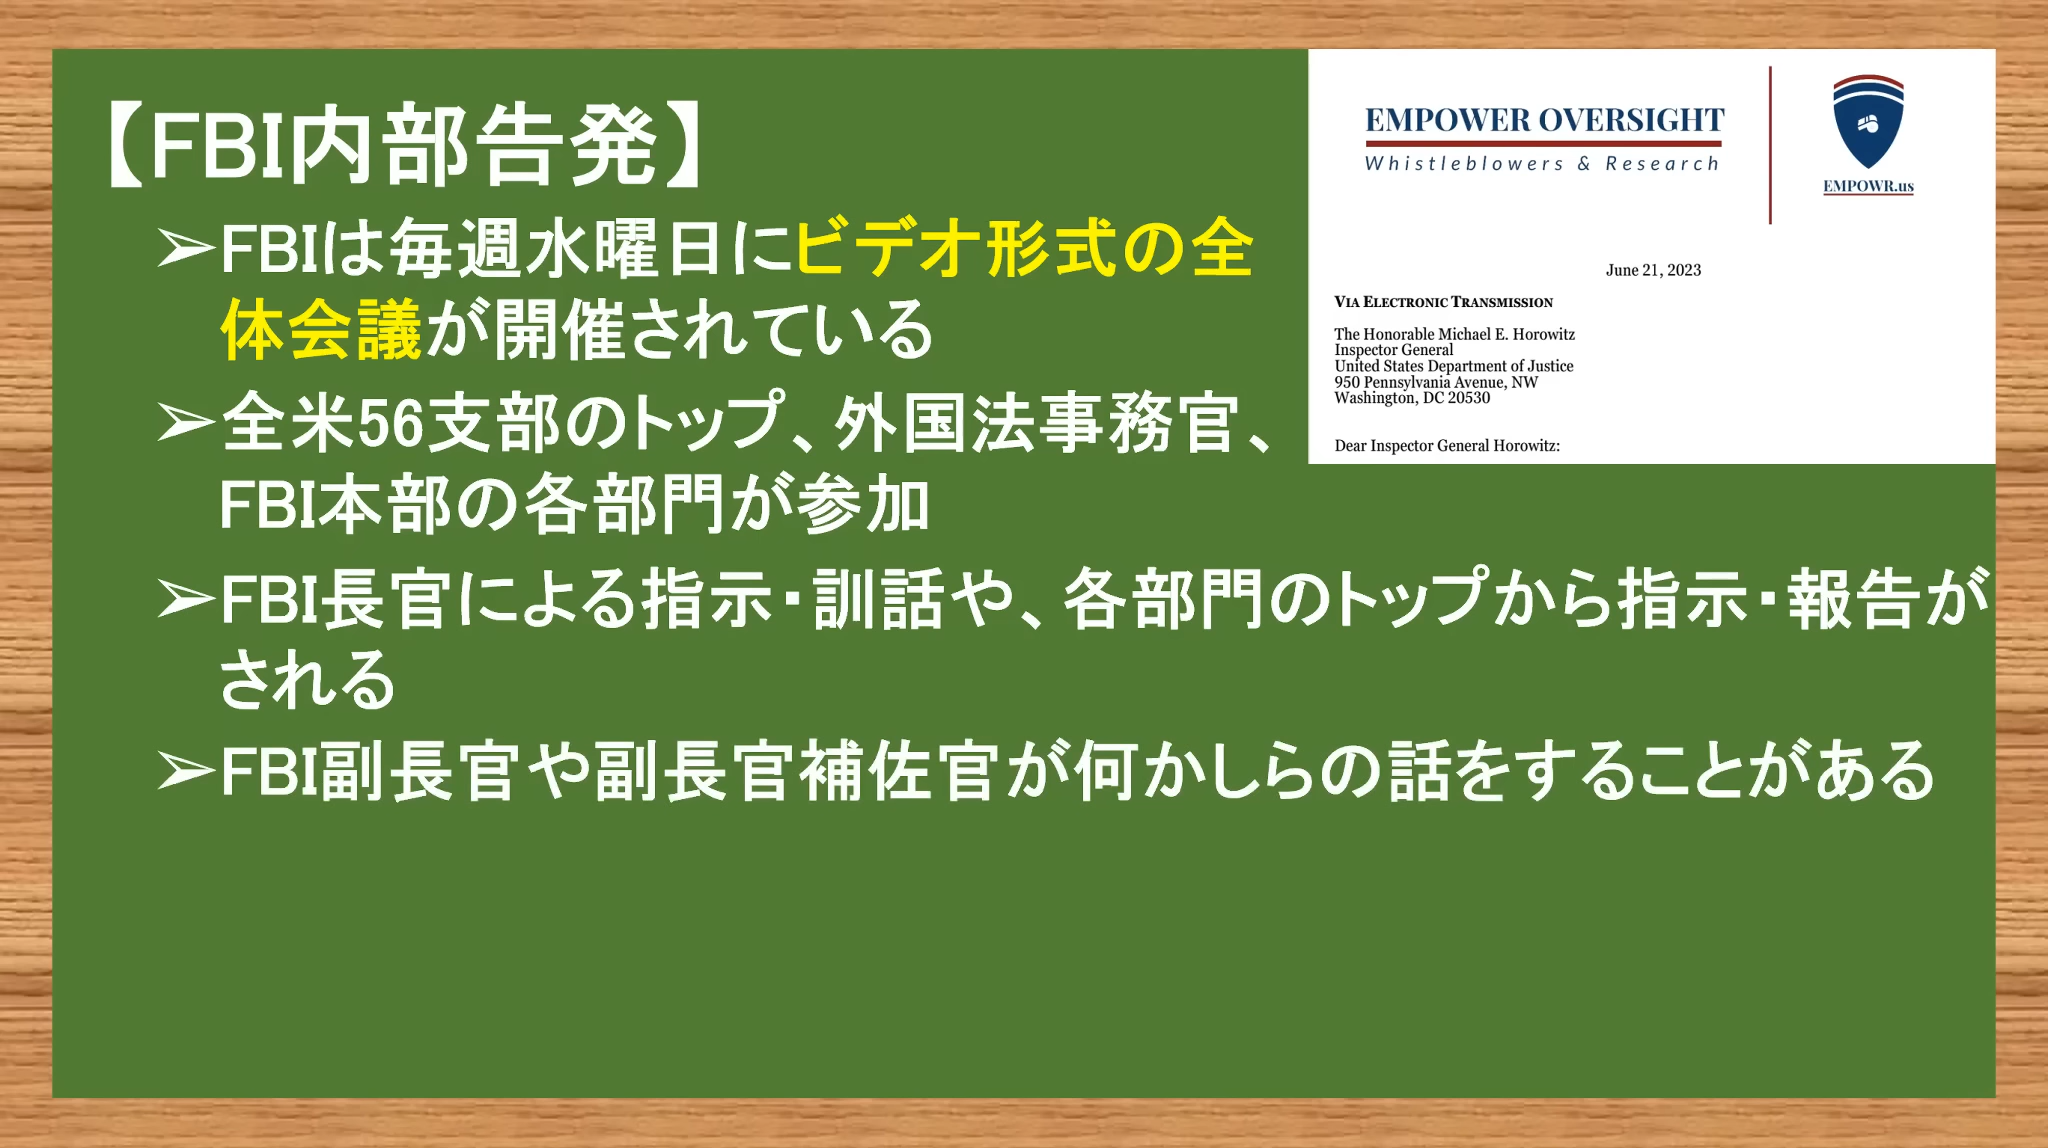 【FBI内部告発】
➢FBIは毎週水曜日にビデオ形式の全
体会議が開催されている
➢全米56支部のトップ、外国法事務官、
FBI本部の各部門が参加
➢FBI長官による指示・訓話や、各部門のトップから指示・報告が
される
➢FBI副長官や副長官補佐官が何かしらの話をすることがある
EMPOWER OVERSIGHT
Whistleblowers & Research
EMPOWR.us
June 21, 2023
VIA ELECTRONIC TRANSMISSION
The Honorable Michael E. Horowitz
Inspector General
United States Department of Justice
950 Pennsylvania Avenue, NW
Washington, DC 20530
Dear Inspector General Horowitz: